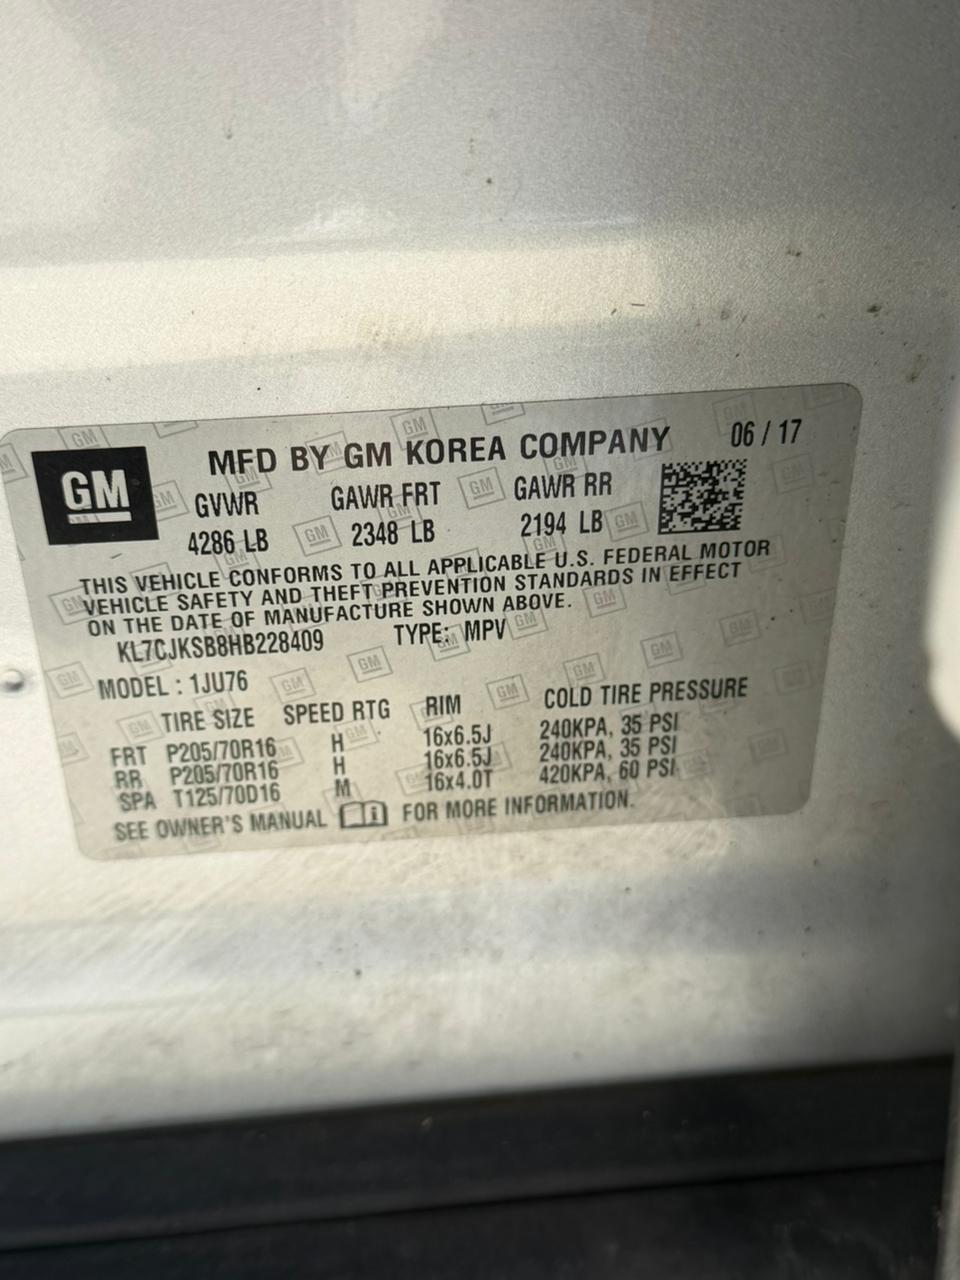 GM MFD BY GM KOREA COMPANY 06 / 17
GVWR GAWR FRT GAWR RR
4286 LB 2348 LB 2194 LB
THIS VEHICLE CONFORMS TO ALL APPLICABLE U.S. FEDERAL MOTOR
VEHICLE SAFETY AND THEFT PREVENTION STANDARDS IN EFFECT
ON THE DATE OF MANUFACTURE SHOWN ABOVE.
KL7CJKSB8HB228409 TYPE: MPV
MODEL : 1JU76
TIRE SIZE SPEED RTG RIM COLD TIRE PRESSURE
FRT P205/70R16 H 16x6.5J 240KPA, 35 PSI
RR P205/70R16 H 16x6.5J 240KPA, 35 PSI
SPA T125/70D16 M 16x4.0T 420KPA, 60 PSI
SEE OWNER'S MANUAL FOR MORE INFORMATION.